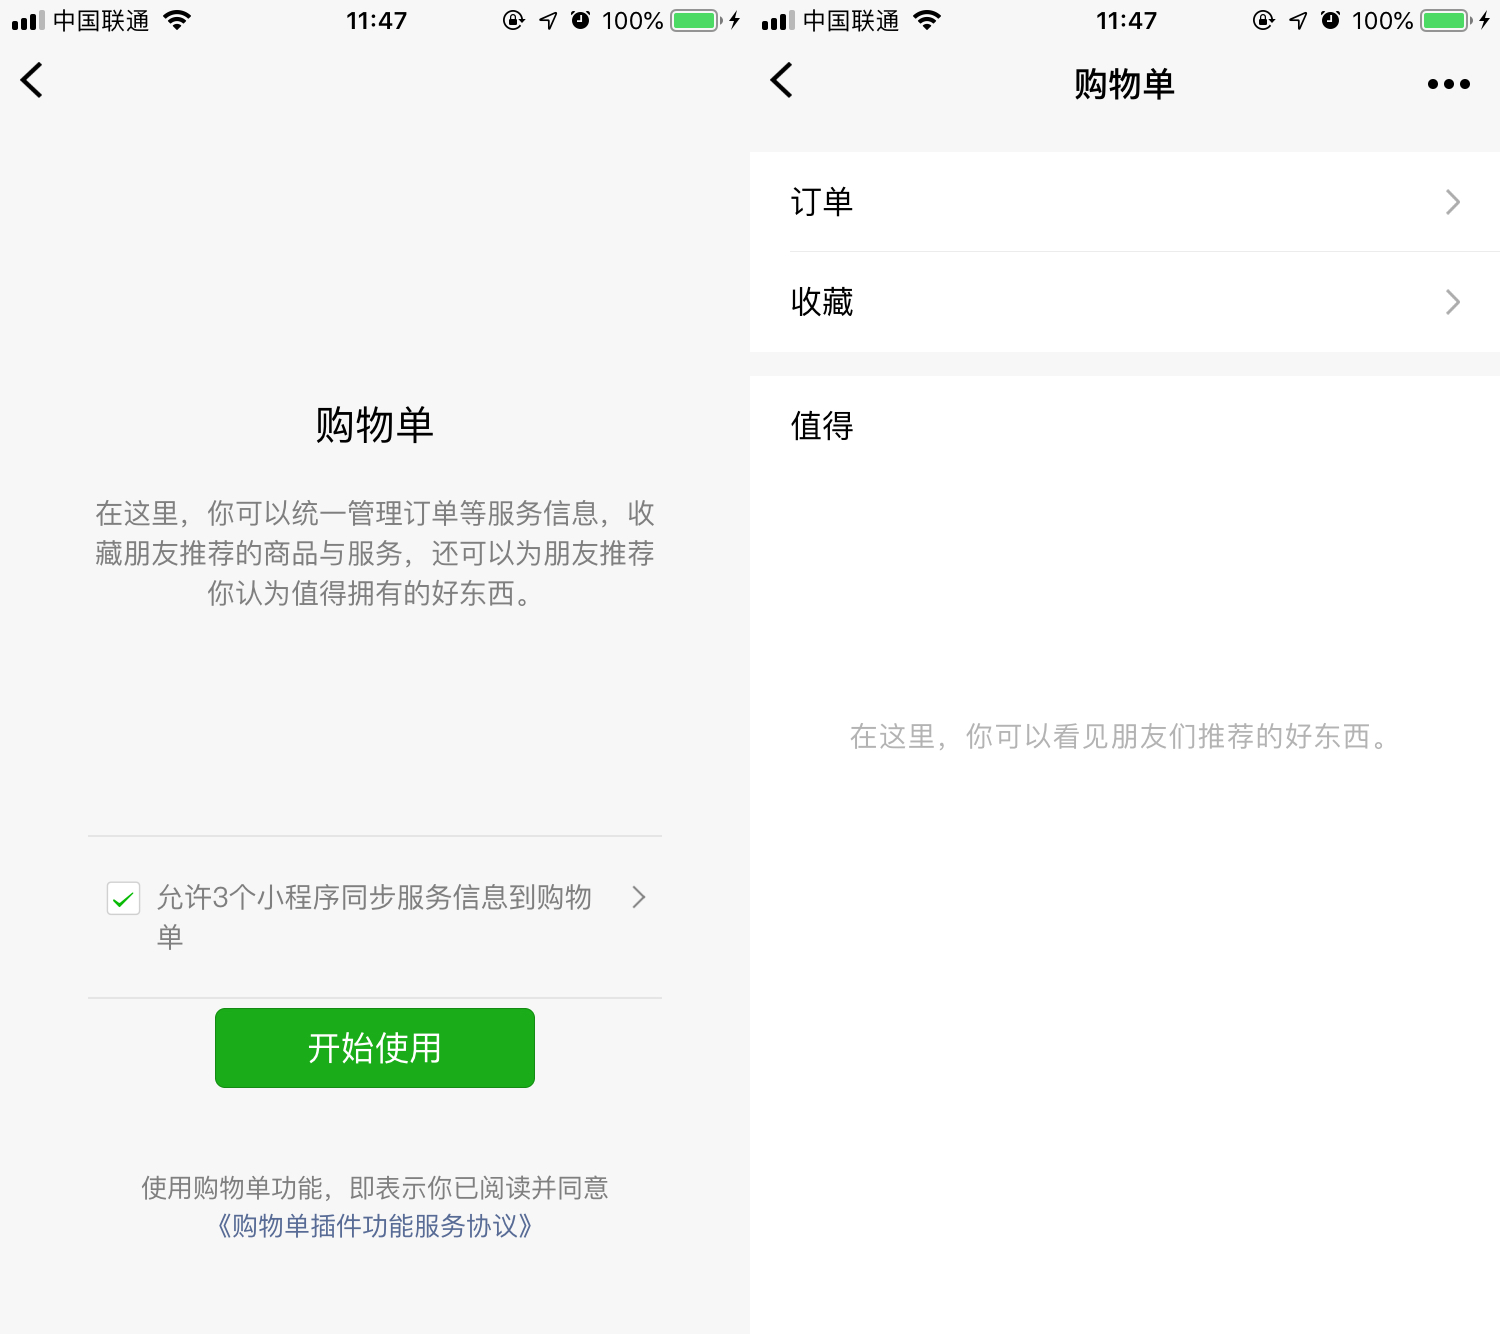 中国联通 11:47 100%
购物单
在这里，你可以统一管理订单等服务信息，收
藏朋友推荐的商品与服务，还可以为朋友推荐
你认为值得拥有的好东西。
允许3个小程序同步服务信息到购物
单
开始使用
使用购物单功能，即表示你已阅读并同意
《购物单插件功能服务协议》
中国联通 11:47 100%
购物单
订单
收藏
值得
在这里，你可以看见朋友们推荐的好东西。